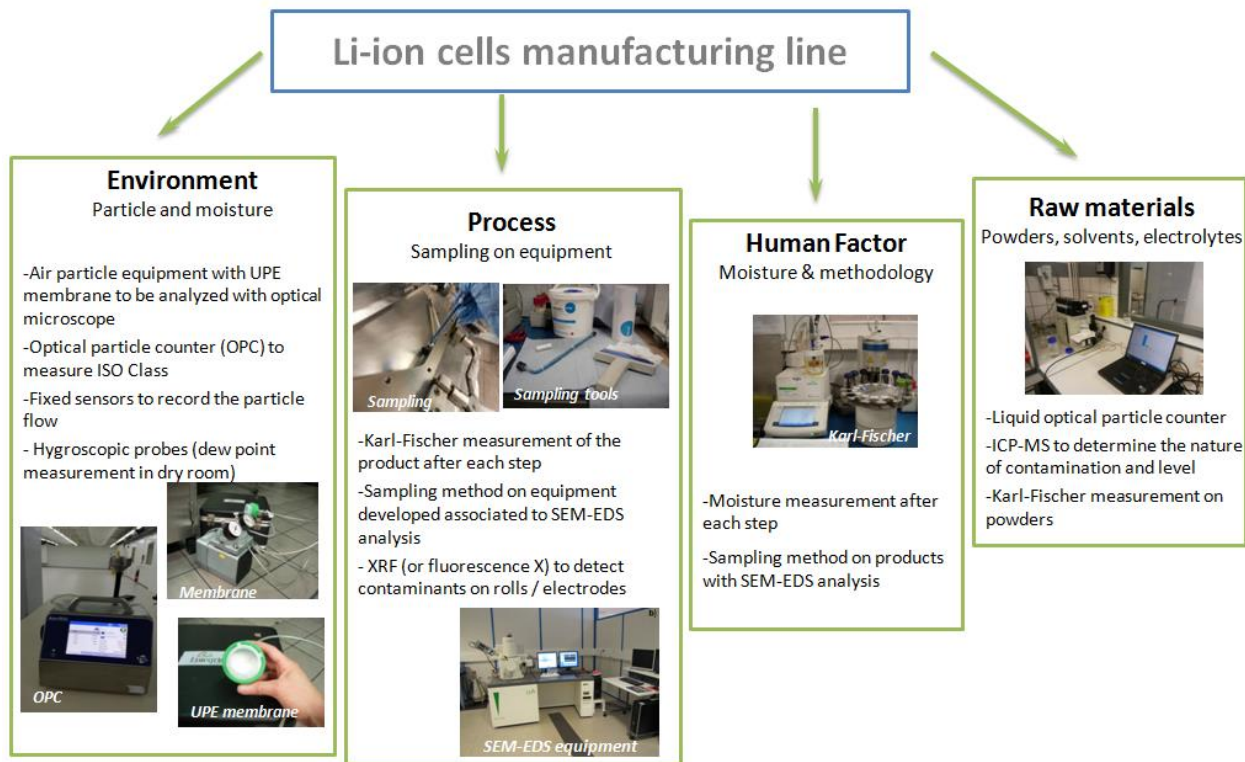 Li-ion cells manufacturing line
Environment
Particle and moisture
-Air particle equipment with UPE
membrane to be analyzed with optical
microscope
-Optical particle counter (OPC) to
measure ISO Class
-Fixed sensors to record the particle
flow
- Hygroscopic probes (dew point
measurement in dry room)
Membrane
OPC
UPE membrane
Process
Sampling on equipment
Sampling
Sampling tools
-Karl-Fischer measurement of the
product after each step
-Sampling method on equipment
developed associated to SEM-EDS
analysis
- XRF (or fluorescence X) to detect
contaminants on rolls / electrodes
b)
SEM-EDS equipment
Human Factor
Moisture & methodology
Karl-Fischer
-Moisture measurement after
each step
-Sampling method on products
with SEM-EDS analysis
Raw materials
Powders, solvents, electrolytes
-Liquid optical particle counter
-ICP-MS to determine the nature
of contamination and level
-Karl-Fischer measurement on
powders